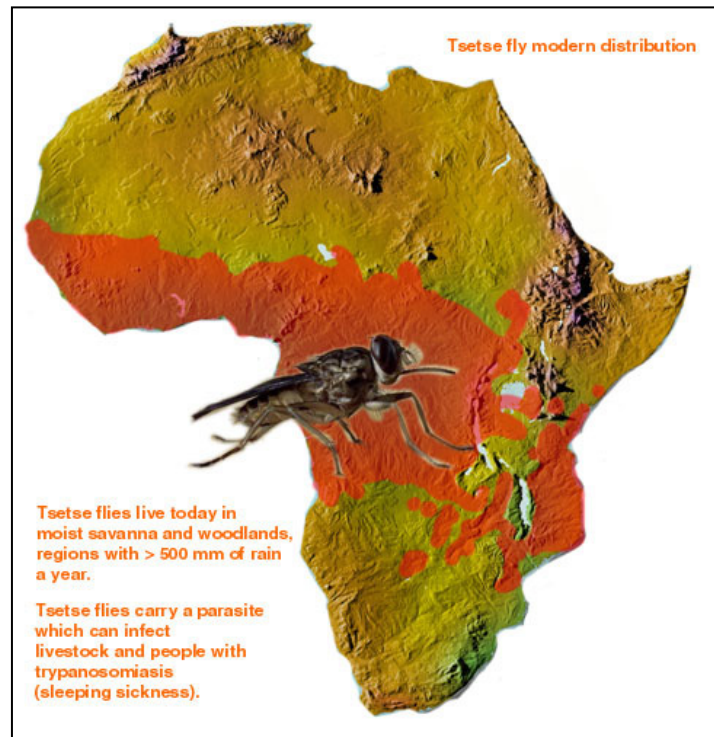 Tsetse fly modern distribution
Tsetse flies live today in
moist savanna and woodlands,
regions with > 500 mm of rain
a year.
Tsetse flies carry a parasite
which can infect
livestock and people with
trypanosomiasis
(sleeping sickness).